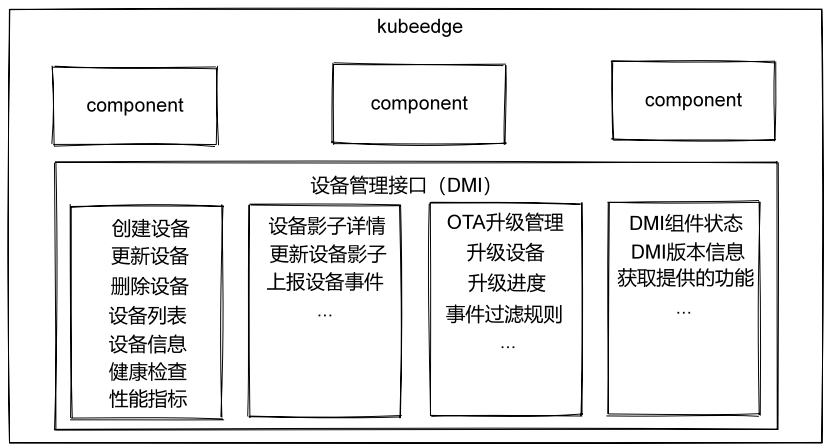 kubeedge
component
component
component
设备管理接口（DMI）
创建设备
更新设备
删除设备
设备列表
设备信息
健康检查
性能指标
设备影子详情
更新设备影子
上报设备事件
...
OTA升级管理
升级设备
升级进度
事件过滤规则
...
DMI组件状态
DMI版本信息
获取提供的功能
...